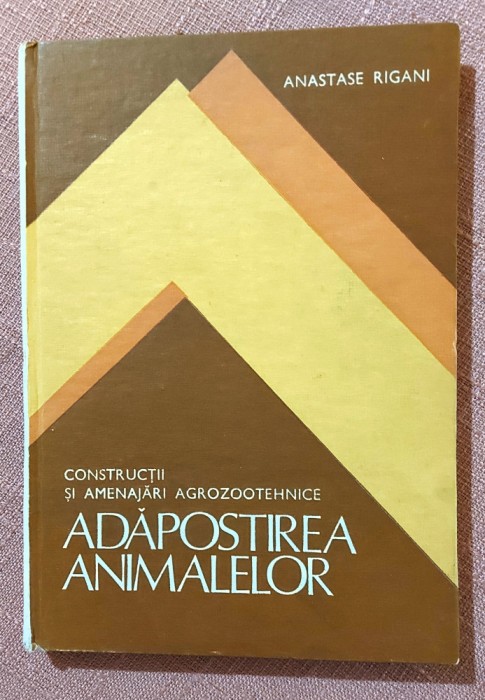 ANASTASE RIGANI
CONSTRUCȚII
ȘI AMENAJĂRI AGROZOOTEHNICE
ADĂPOSTIREA
ANIMALELOR